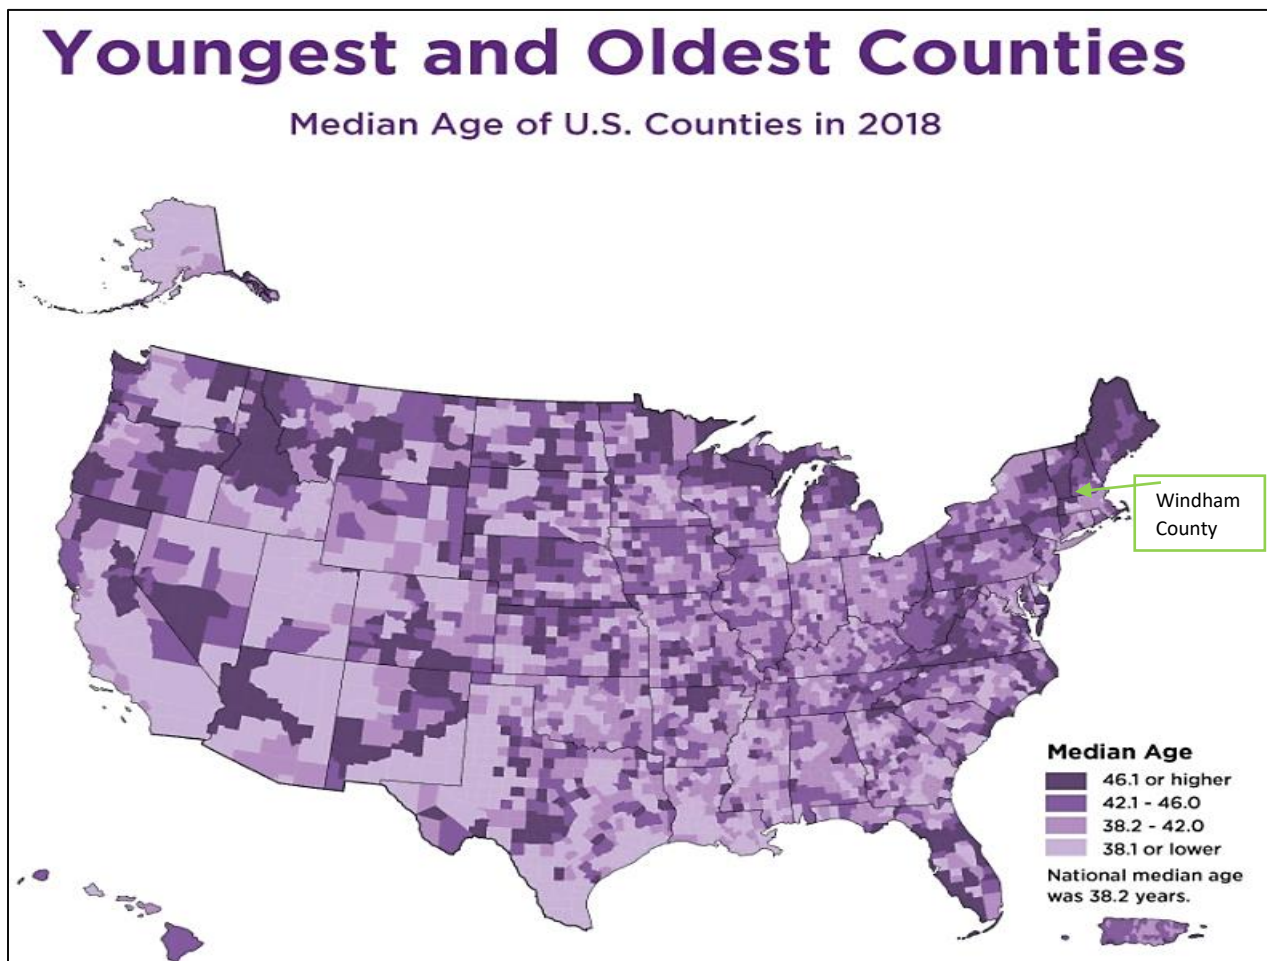 Youngest and Oldest Counties
Median Age of U.S. Counties in 2018
Windham
County
Median Age
46.1 or higher
42.1 - 46.0
38.2 - 42.0
38.1 or lower
National median age
was 38.2 years.